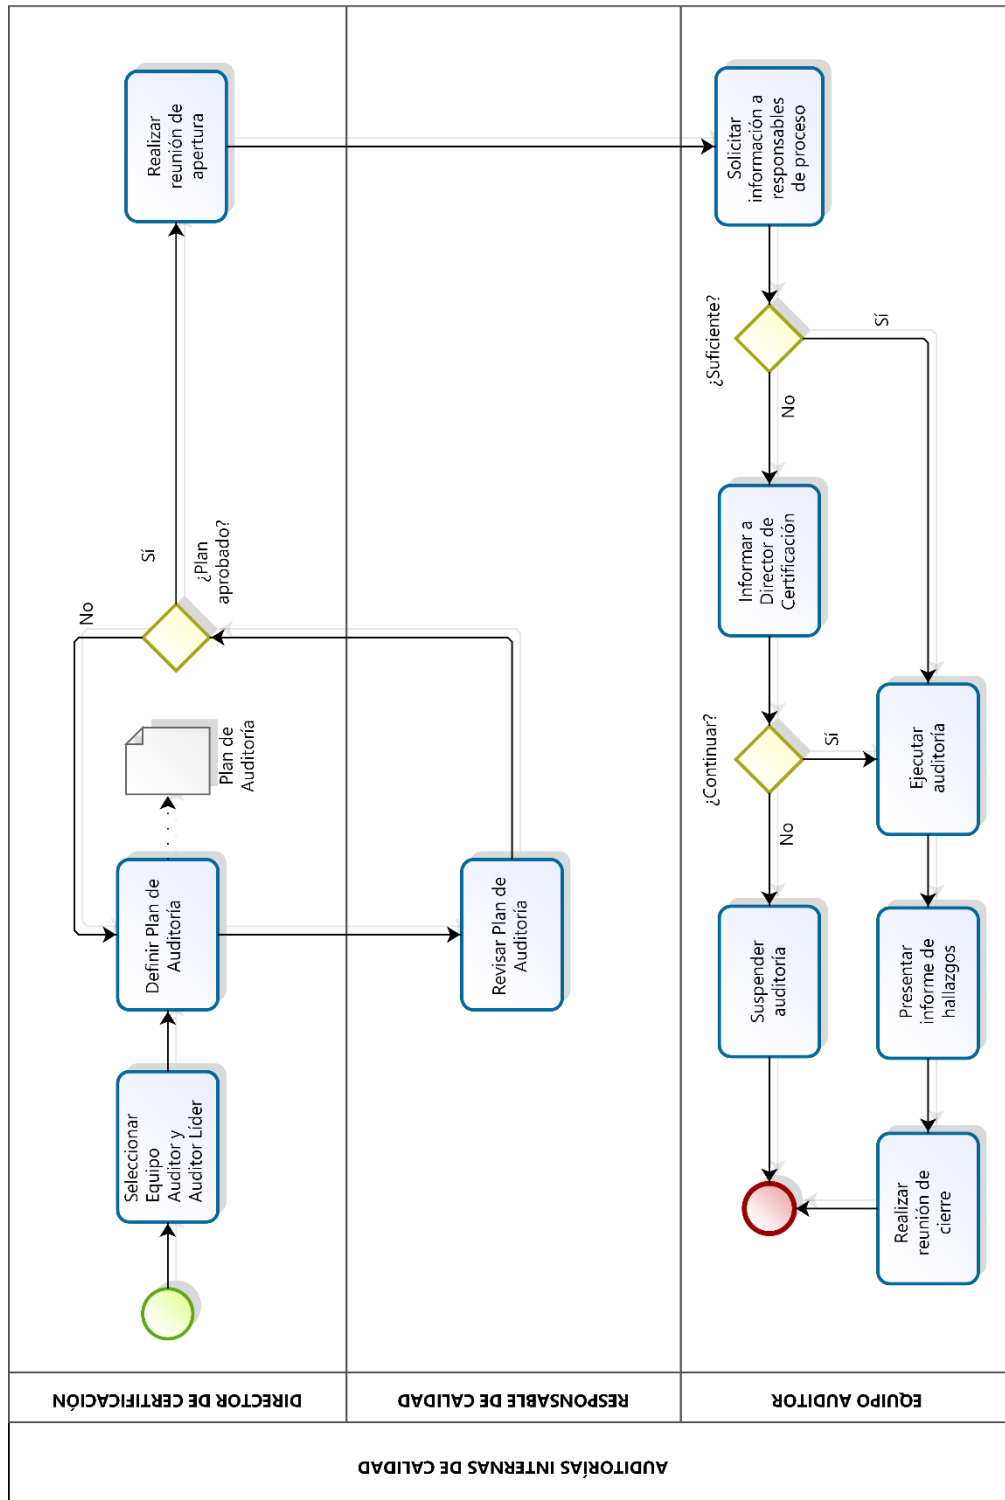 AUDITORÍAS INTERNAS DE CALIDAD
DIRECTOR DE CERTIFICACIÓN
Seleccionar
Equipo
Auditor y
Auditor Líder
Definir Plan de
Auditoría
Plan de
Auditoría
¿Plan
aprobado?
No
Sí
Realizar
reunión de
apertura
RESPONSABLE DE CALIDAD
Revisar Plan de
Auditoría
EQUIPO AUDITOR
Solicitar
información a
responsables
de proceso
¿Suficiente?
No
Sí
Informar a
Director de
Certificación
¿Continuar?
No
Sí
Suspender
auditoría
Ejecutar
auditoría
Presentar
informe de
hallazgos
Realizar
reunión de
cierre